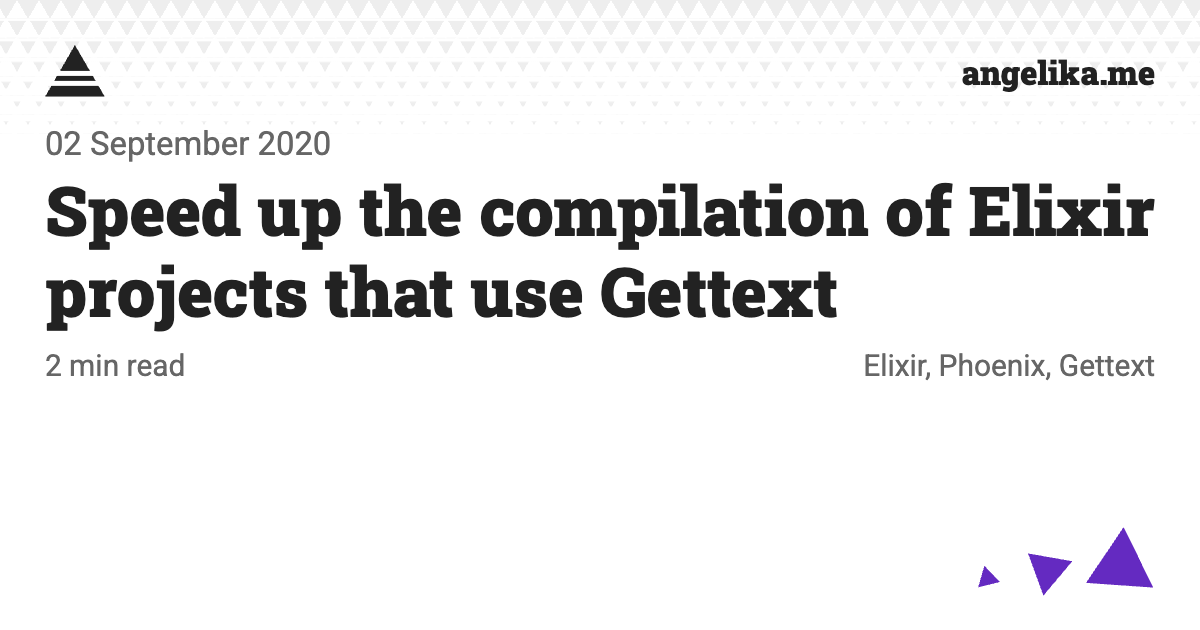 angelika.me
02 September 2020
Speed up the compilation of Elixir
projects that use Gettext
2 min read
Elixir, Phoenix, Gettext